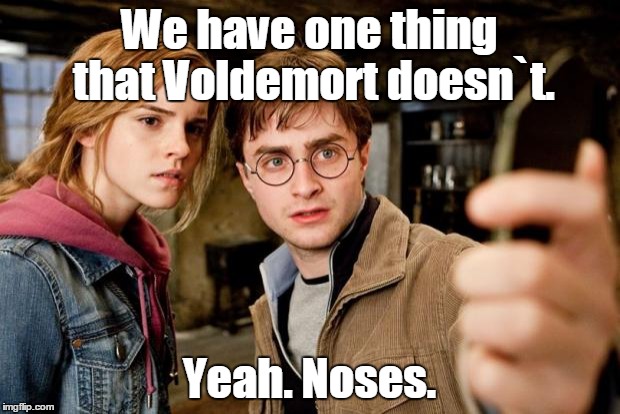 We have one thing
that Voldemort doesn`t.
Yeah. Noses.
imgflip.com